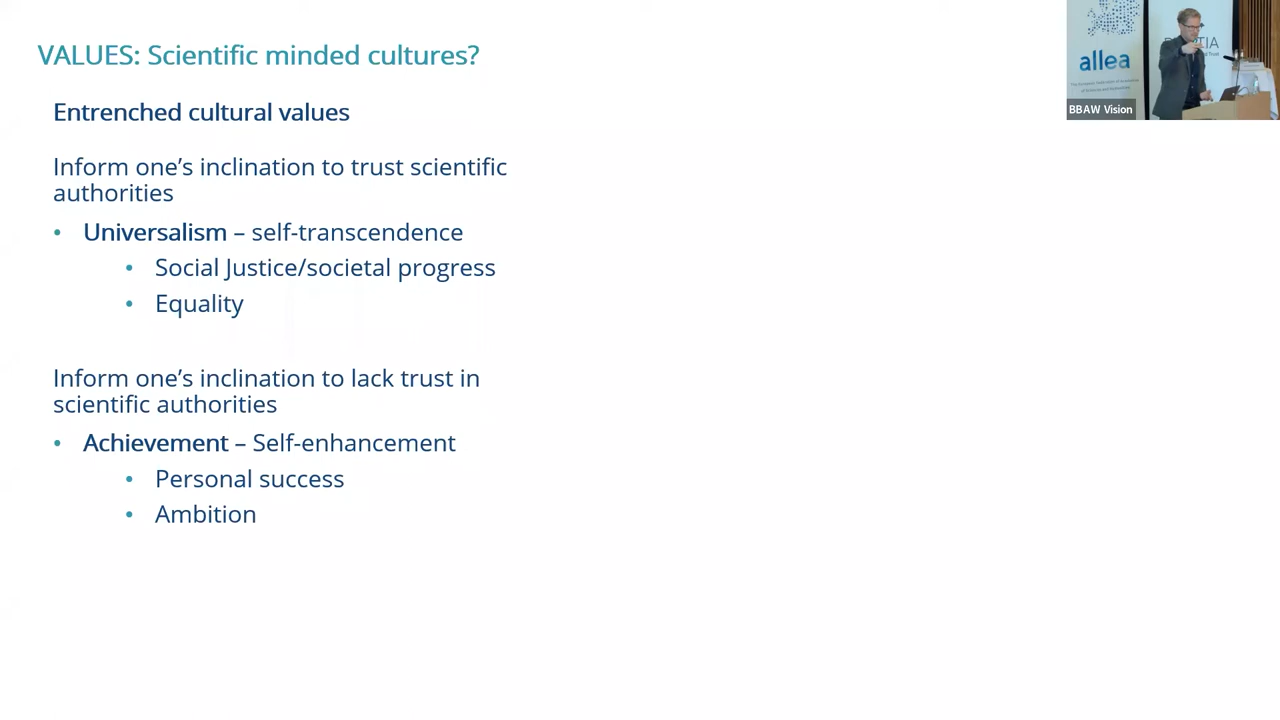 VALUES: Scientific minded cultures?
Entrenched cultural values
Inform one’s inclination to trust scientific
authorities
• Universalism – self-transcendence
• Social Justice/societal progress
• Equality
Inform one’s inclination to lack trust in
scientific authorities
• Achievement – Self-enhancement
• Personal success
• Ambition
allea
TIA
BBAW Vision